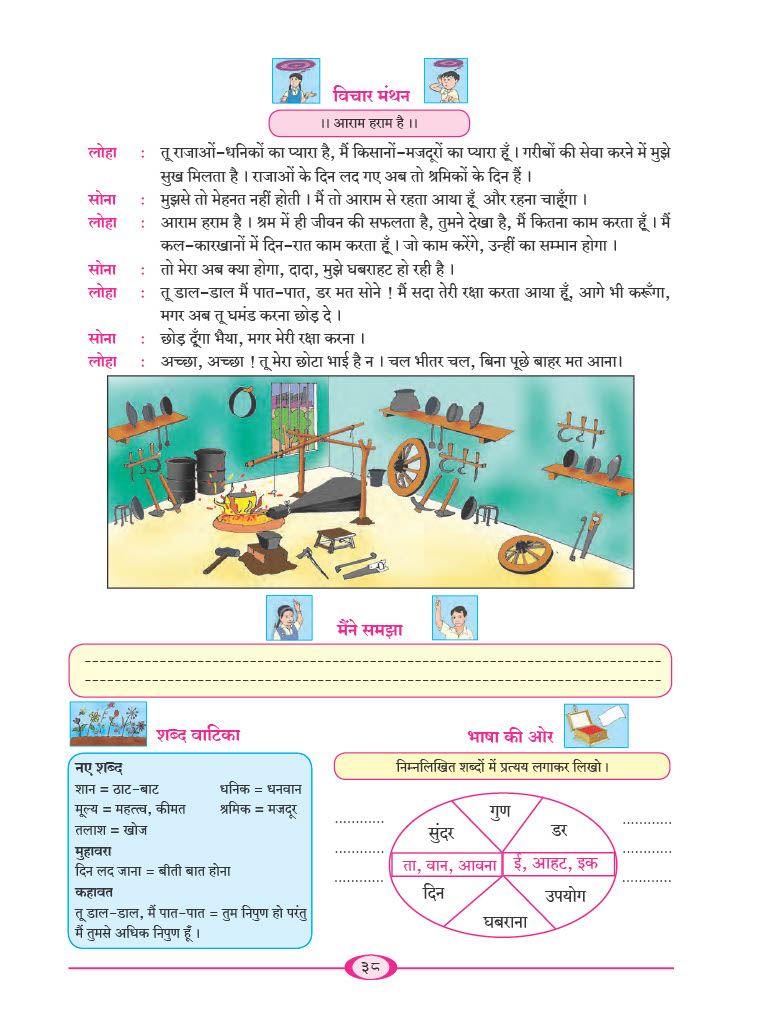 विचार मंथन
।। आराम हराम है ।।
लोहा : तू राजाओं-धनिकों का प्यारा है, मैं किसानों-मजदूरों का प्यारा हूँ । गरीबों की सेवा करने में मुझे
सुख मिलता है । राजाओं के दिन लद गए अब तो श्रमिकों के दिन हैं ।
सोना : मुझसे तो मेहनत नहीं होती । मैं तो आराम से रहता आया हूँ और रहना चाहूँगा ।
लोहा : आराम हराम है । श्रम में ही जीवन की सफलता है, तुमने देखा है, मैं कितना काम करता हूँ । मैं
कल-कारखानों में दिन-रात काम करता हूँ । जो काम करेंगे, उन्हीं का सम्मान होगा ।
सोना : तो मेरा अब क्या होगा, दादा, मुझे घबराहट हो रही है ।
लोहा : तू डाल-डाल मैं पात-पात, डर मत सोने ! मैं सदा तेरी रक्षा करता आया हूँ, आगे भी करूँगा,
मगर अब तू घमंड करना छोड़ दे ।
सोना : छोड़ दूँगा भैया, मगर मेरी रक्षा करना ।
लोहा : अच्छा, अच्छा ! तू मेरा छोटा भाई है न । चल भीतर चल, बिना पूछे बाहर मत आना।
मैंने समझा
शब्द वाटिका
नए शब्द
शान = ठाट-बाट धनिक = धनवान
मूल्य = महत्त्व, कीमत श्रमिक = मजदूर
तलाश = खोज
मुहावरा
दिन लद जाना = बीती बात होना
कहावत
तू डाल-डाल, मैं पात-पात = तुम निपुण हो परंतु
मैं तुमसे अधिक निपुण हूँ ।
भाषा की ओर
निम्नलिखित शब्दों में प्रत्यय लगाकर लिखो ।
गुण
सुंदर डर
ता, वान, आवना ई, आहट, इक
दिन उपयोग
घबराना
३८